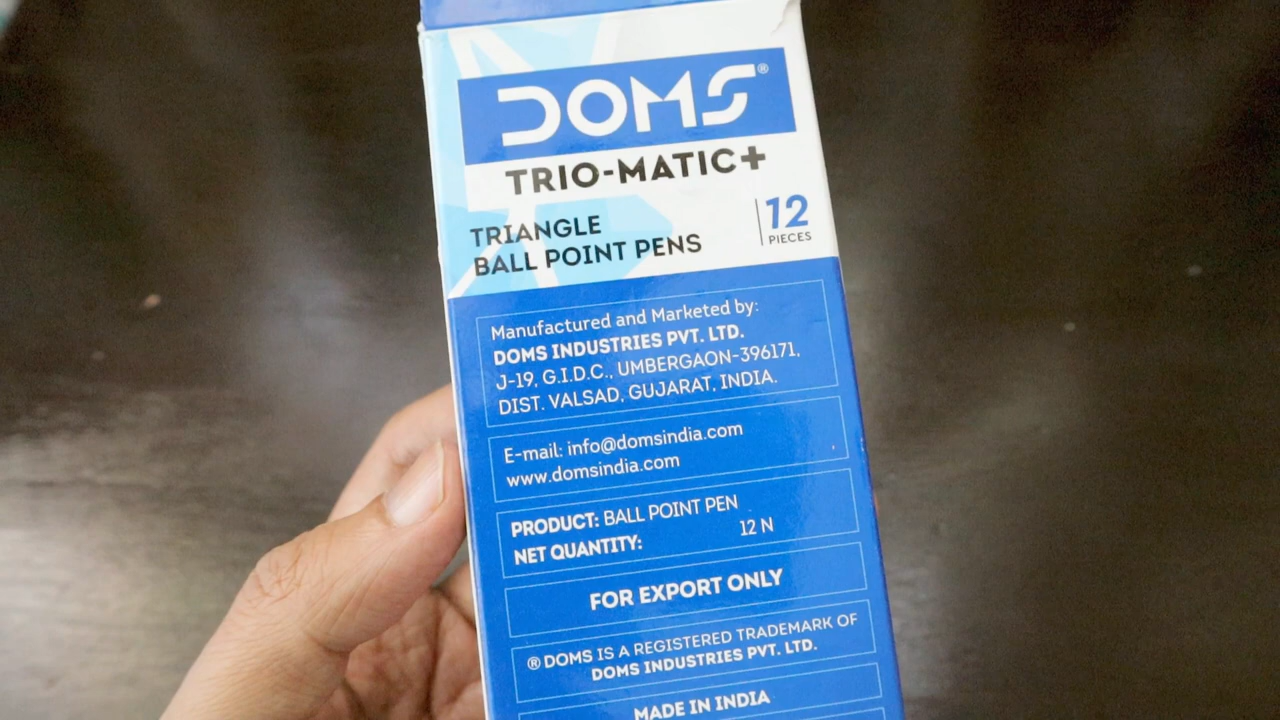 DOMS®
TRIO-MATIC+
TRIANGLE
BALL POINT PENS
12
PIECES
Manufactured and Marketed by:
DOMS INDUSTRIES PVT. LTD.
J-19, G.I.D.C., UMBERGAON-396171,
DIST. VALSAD, GUJARAT, INDIA.
E-mail: info@domsindia.com
www.domsindia.com
PRODUCT: BALL POINT PEN
NET QUANTITY: 12 N
FOR EXPORT ONLY
® DOMS IS A REGISTERED TRADEMARK OF
DOMS INDUSTRIES PVT. LTD.
MADE IN INDIA